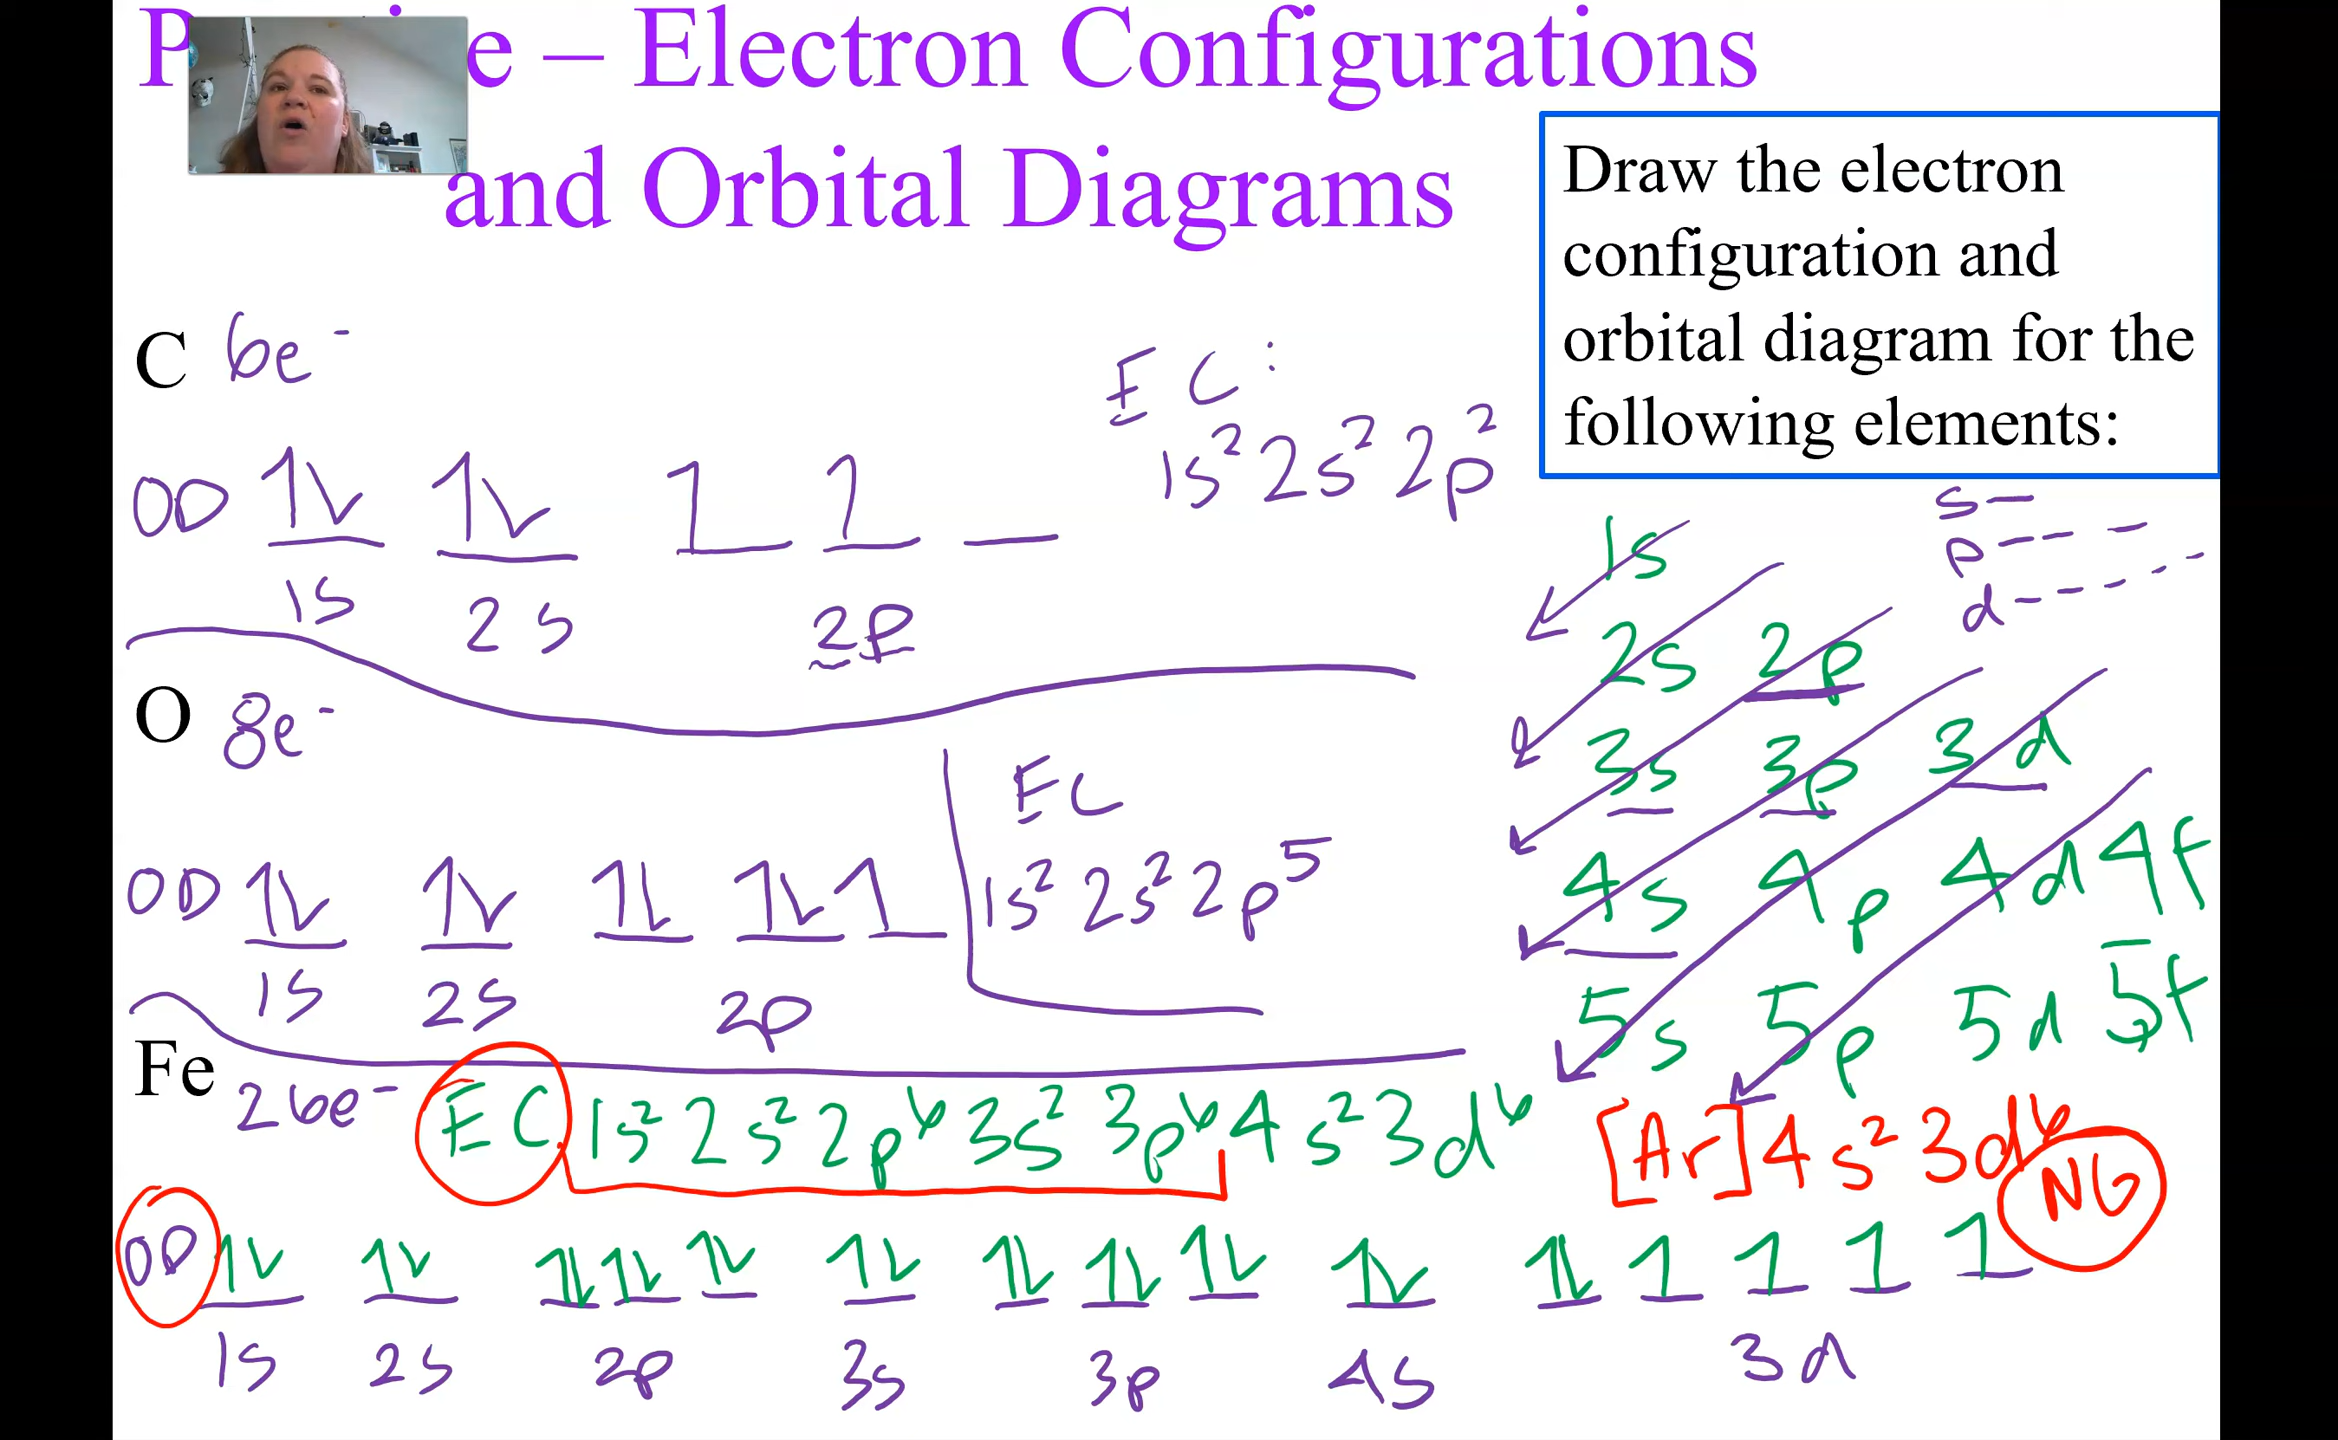 e – Electron Configurations
and Orbital Diagrams
Draw the electron
configuration and
orbital diagram for the
following elements:
C 6e⁻
EC:
1s² 2s² 2p²
OD 1s 2s 2p
s –
p – – –
d – – – – –
1s
2s 2p
3s 3p 3d
4s 4p 4d 4f
5s 5p 5d 5f
O 8e⁻
EC
1s² 2s² 2p⁵
OD 1s 2s 2p
Fe 26e⁻
EC 1s² 2s² 2p⁶ 3s² 3p⁶ 4s² 3d⁶
[Ar] 4s² 3d⁶
NG
OD 1s 2s 2p 3s 3p 4s 3d